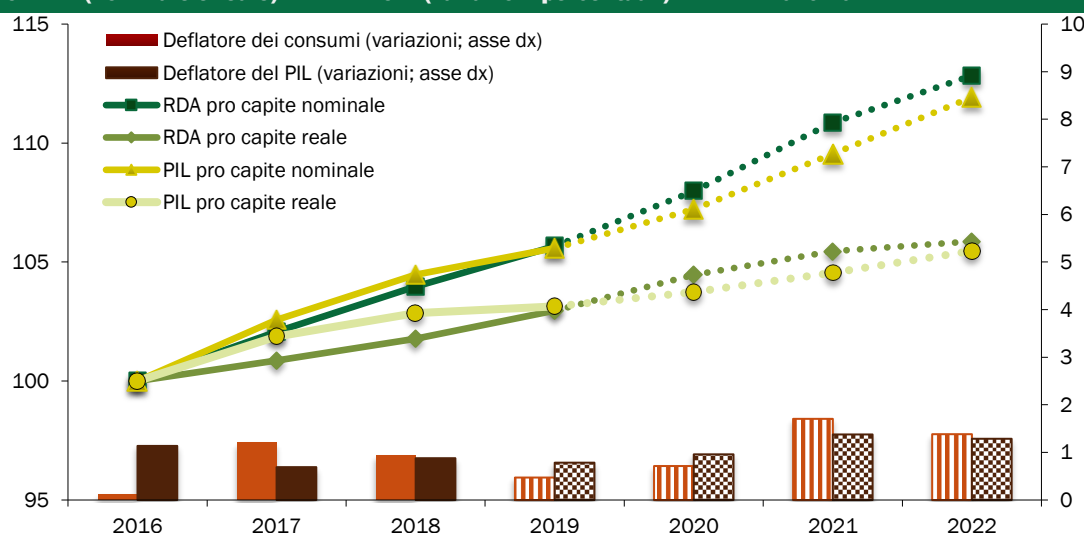 115
10
Deflatore dei consumi (variazioni; asse dx)
9
Deflatore del PIL (variazioni; asse dx)
RDA pro capite nominale
8
110
RDA pro capite reale
7
PIL pro capite nominale
6
PIL pro capite reale
105
5
4
3
100
2
1
95
0
2016 2017 2018 2019 2020 2021 2022